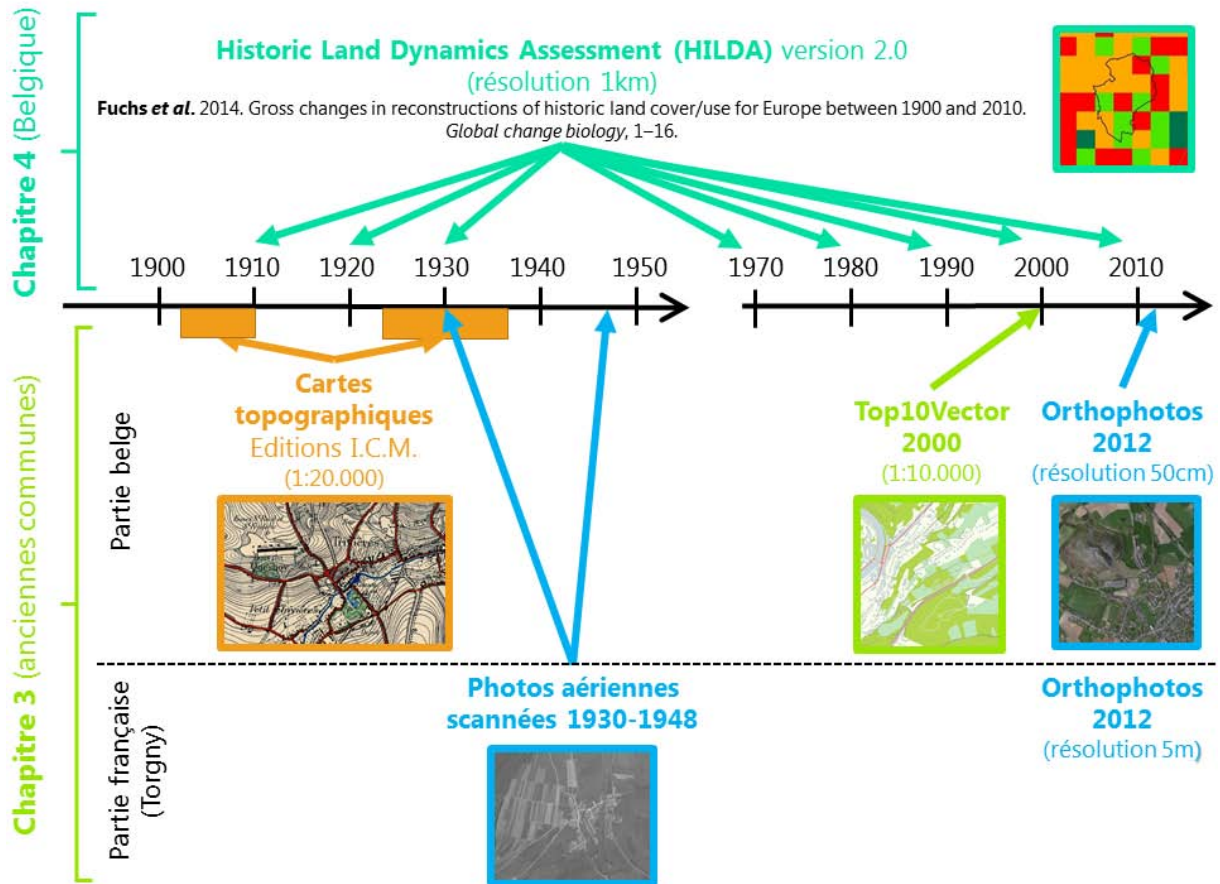 Chapitre 4 (Belgique)
Historic Land Dynamics Assessment (HILDA) version 2.0
(résolution 1km)
Fuchs et al. 2014. Gross changes in reconstructions of historic land cover/use for Europe between 1900 and 2010.
Global change biology, 1–16.
1900 1910 1920 1930 1940 1950 1970 1980 1990 2000 2010
Chapitre 3 (anciennes communes)
Partie belge
Cartes
topographiques
Editions I.C.M.
(1:20.000)
Top10Vector
2000
(1:10.000)
Orthophotos
2012
(résolution 50cm)
Partie française
(Torgny)
Photos aériennes
scannées 1930-1948
Orthophotos
2012
(résolution 5m)